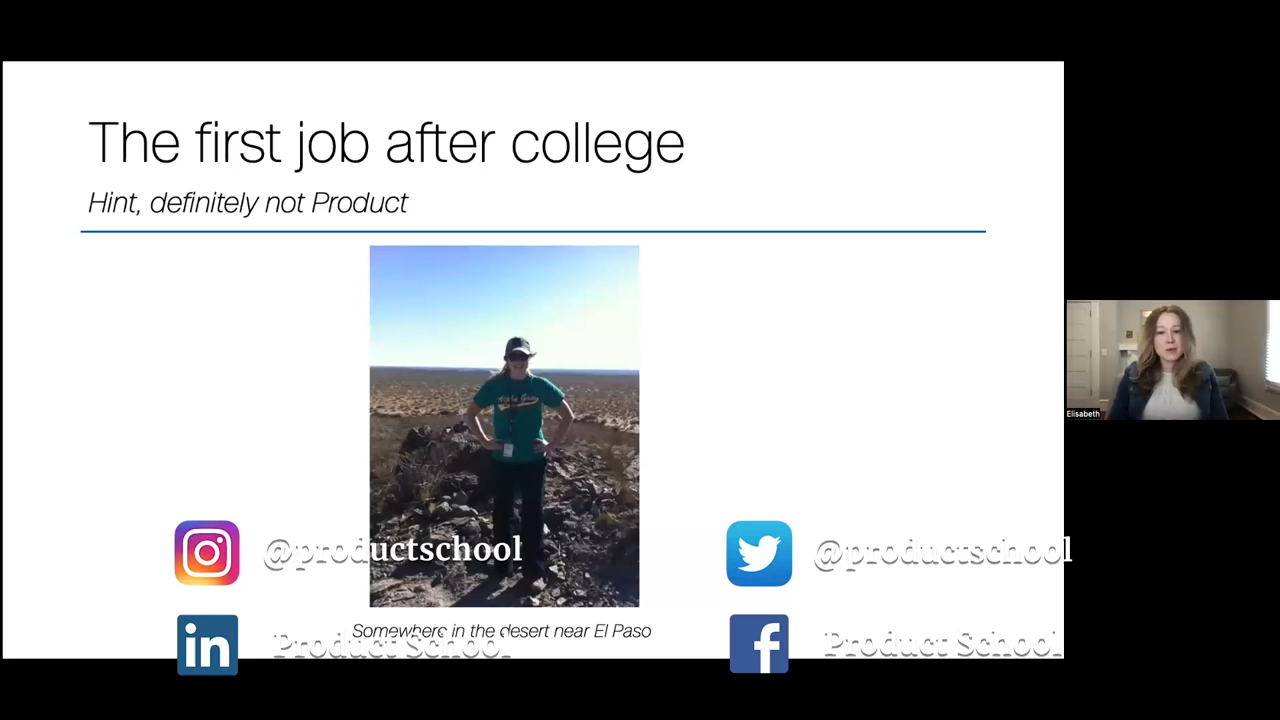 The first job after college
Hint, definitely not Product
@productschool
@productschool
Somewhere in the desert near El Paso
in
Product School
f
Product School
Elisabeth